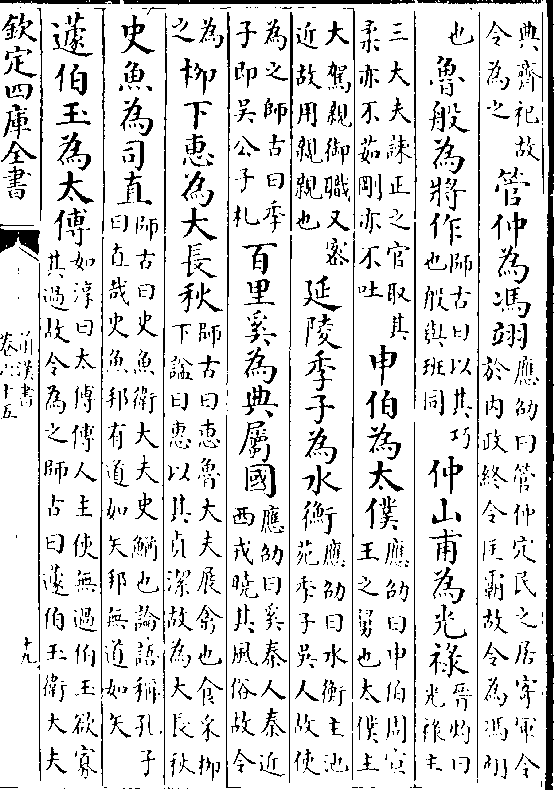 典齊祀故
令為之
管仲為馮翊
應劭曰管仲定民之居寄軍令
於内政終令匡霸故令為馮翊
也
魯般為將作
師古曰以其巧
也般與班同
仲山甫為光祿
晉灼曰
光祿主
三大夫諫正之官取其
柔亦不茹剛亦不吐
申伯為太僕
應劭曰申伯周宣
王之舅也太僕主
大駕親御職又宻
近故用親親也
延陵季子為水衡
應劭曰水衡主池
苑季子吳人故使
為之師古曰季
子即吳公子札
百里奚為典屬國
應劭曰奚秦人秦近
西戎曉其風俗故令
為
之
柳下惠為大長秋
師古曰惠魯大夫展禽也食采柳
下諡曰惠以其貞潔故為大長秋
史魚為司直
師古曰史魚衛大夫史鰌也論語稱孔子
曰直哉史魚邦有道如矢邦無道如矢
蘧伯玉為太傅
如淳曰太傅傅人主使無過伯玉欲寡
其過故令為之師古曰蘧伯玉衛大夫
欽定四庫全書
前漢書
卷六十五
十九